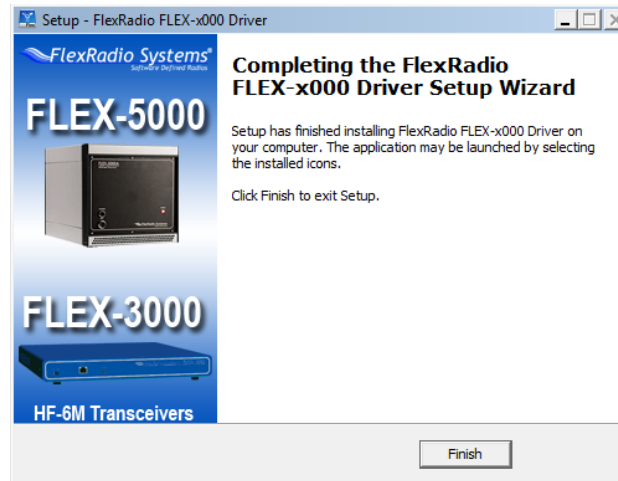 Setup - FlexRadio FLEX-x000 Driver
FlexRadio Systems®
Software Defined Radios
FLEX-5000
FLEX-3000
HF-6M Transceivers
Completing the FlexRadio
FLEX-x000 Driver Setup Wizard
Setup has finished installing FlexRadio FLEX-x000 Driver on
your computer. The application may be launched by selecting
the installed icons.
Click Finish to exit Setup.
Finish